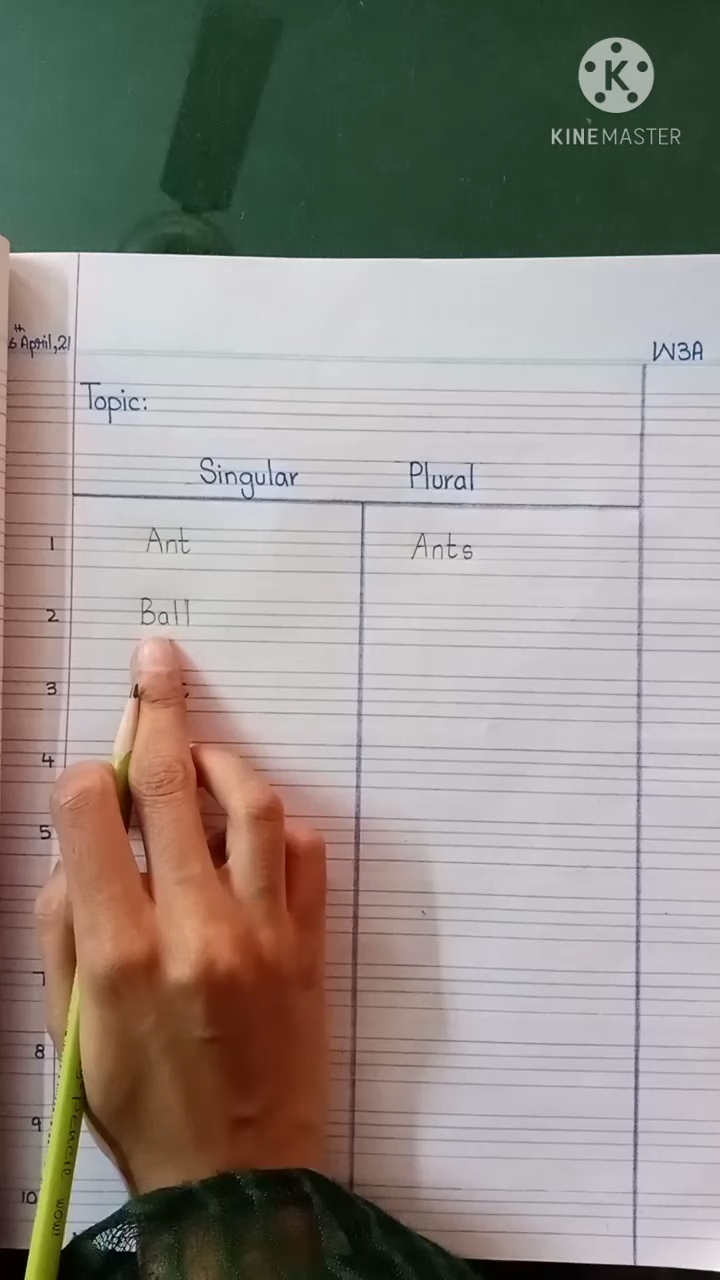 K
KINEMASTER
6th April, 21
W3A
Topic:
Singular Plural
1 Ant Ants
2 Ball
3
4
5
7
8
9
10